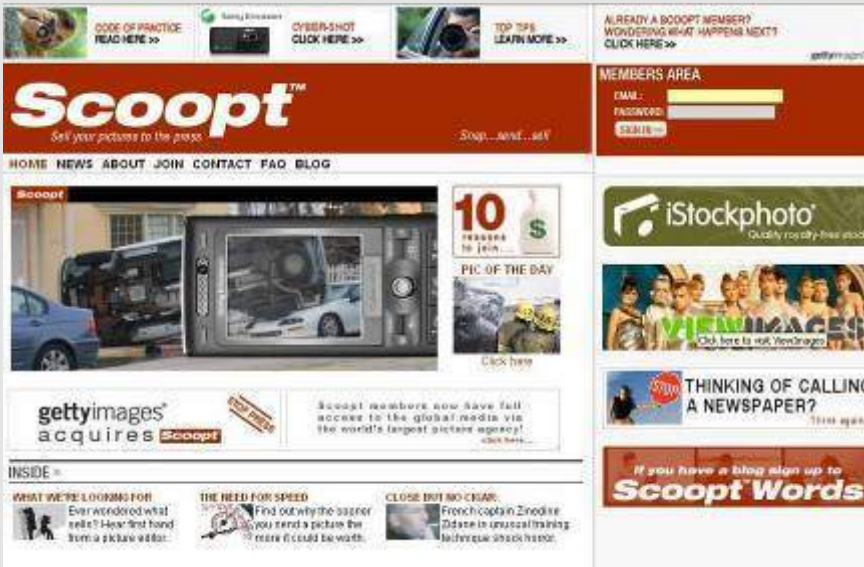 CODE OF PRACTICE
READ HERE >>
Sony Ericsson
CYBER-SHOT
CLICK HERE >>
TOP TIPS
LEARN MORE >>
ALREADY A SCOOPT MEMBER?
WONDERING WHAT HAPPENS NEXT?
CLICK HERE >>
gettyimages
Scoopt™
Sell your pictures to the press
Snap...send...sell
MEMBERS AREA
EMAIL:
PASSWORD:
SIGN IN
HOME NEWS ABOUT JOIN CONTACT FAQ BLOG
Scoopt
10
reasons
to join...
$
PIC OF THE DAY
Click here
iStockphoto
Quality royalty-free stock
VIEWIMAGES
Click here to visit ViewImages
STOP
THINKING OF CALLING
A NEWSPAPER?
Think again
gettyimages
acquires Scoopt
STOP PRESS
Scoopt members now have full
access to the global media via
the world's largest picture agency!
click here...
If you have a blog sign up to
Scoopt Words
INSIDE »
WHAT WE'RE LOOKING FOR
Ever wondered what
sells? Hear first hand
from a picture editor.
THE NEED FOR SPEED
Find out why the sooner
you send a picture the
more it could be worth.
CLOSE BUT NO CIGAR
French captain Zinedine
Zidane in unusual training
technique shock horror.